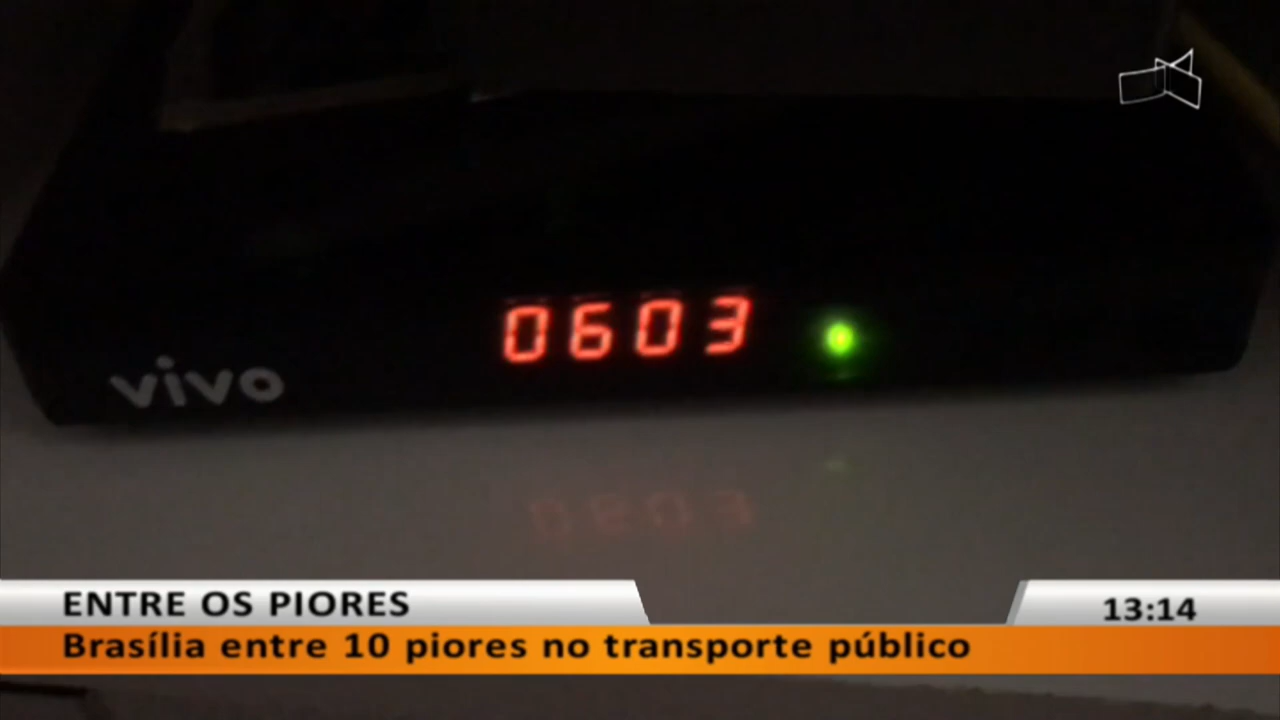 0603
vivo
ENTRE OS PIORES
13:14
Brasília entre 10 piores no transporte público